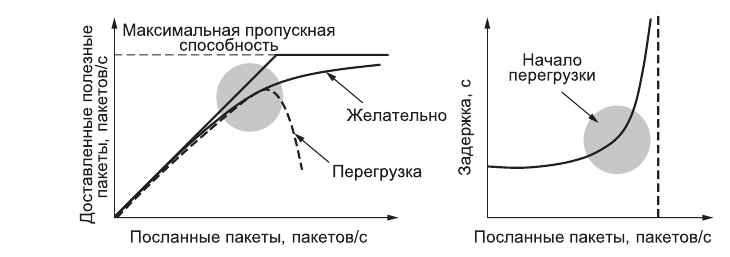 Максимальная пропускная
способность
Доставленные полезные
пакеты, пакетов/с
Желательно
Перегрузка
Посланные пакеты, пакетов/с
Начало
перегрузки
Задержка, с
Посланные пакеты, пакетов/с